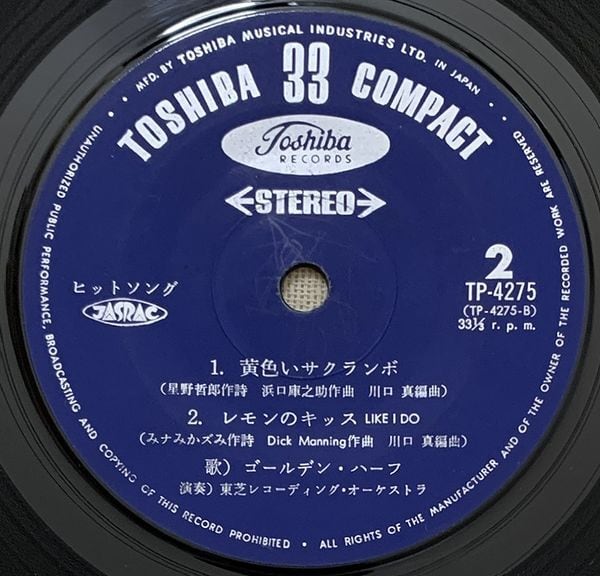 MFD. BY TOSHIBA MUSICAL INDUSTRIES LTD. IN JAPAN
TOSHIBA 33 COMPACT
Toshiba
RECORDS
STEREO
2
TP-4275
(TP-4275-B)
33⅓ r. p. m.
ヒットソング
JASRAC
1. 黄色いサクランボ
(星野哲郎作詩 浜口庫之助作曲 川口 真編曲)
2. レモンのキッス LIKE I DO
(みナみカズみ作詩 Dick Manning作曲 川口 真編曲)
歌) ゴールデン・ハーフ
演奏) 東芝レコーディング・オーケストラ
UNAUTHORIZED PUBLIC PERFORMANCE, BROADCASTING AND COPYING OF THIS RECORD PROHIBITED • ALL RIGHTS OF THE MANUFACTURER AND OF THE OWNER OF THE RECORDED WORK ARE RESERVED